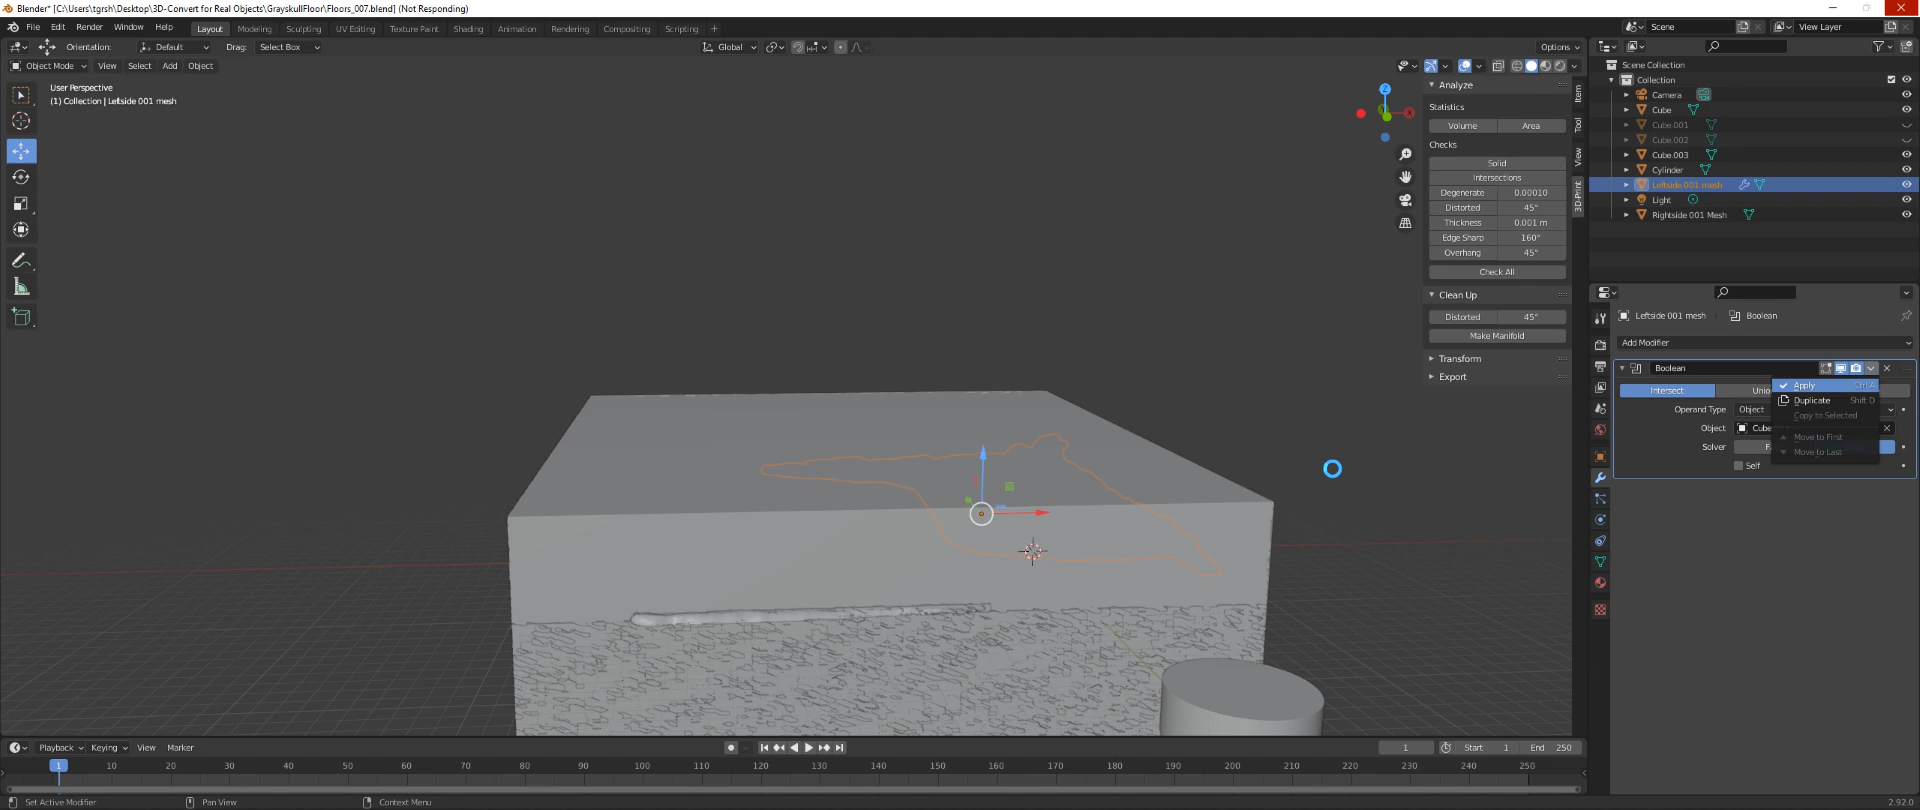 Blender* [C:\Users\tgrsh\Desktop\3D-Convert for Real Objects\GrayskullFloor\Floors_007.blend] (Not Responding)
File Edit Render Window Help Layout Modeling Sculpting UV Editing Texture Paint Shading Animation Rendering Compositing Scripting + Scene View Layer
Orientation: Default Drag: Select Box Global Options
Object Mode View Select Add Object
User Perspective
(1) Collection | Leftside 001 mesh
Z
X
Analyze
Statistics
Volume Area
Checks
Solid
Intersections
Degenerate 0.00010
Distorted 45°
Thickness 0.001 m
Edge Sharp 160°
Overhang 45°
Check All
Clean Up
Distorted 45°
Make Manifold
Transform
Export
Item
Tool
View
3D-Print
Scene Collection
Collection
Camera
Cube
Cube.001
Cube.002
Cube.003
Cylinder
Leftside 001 mesh
Light
Rightside 001 Mesh
Leftside 001 mesh Boolean
Add Modifier
Boolean
Intersect Unio
Operand Type Object
Object Cube
Solver F
Self
Apply Ctrl A
Duplicate Shift D
Copy to Selected
Move to First
Move to Last
Playback Keying View Marker 1 Start 1 End 250
1 10 20 30 40 50 60 70 80 90 100 110 120 130 140 150 160 170 180 190 200 210 220 230 240 250
Set Active Modifier Pan View Context Menu 2.92.0